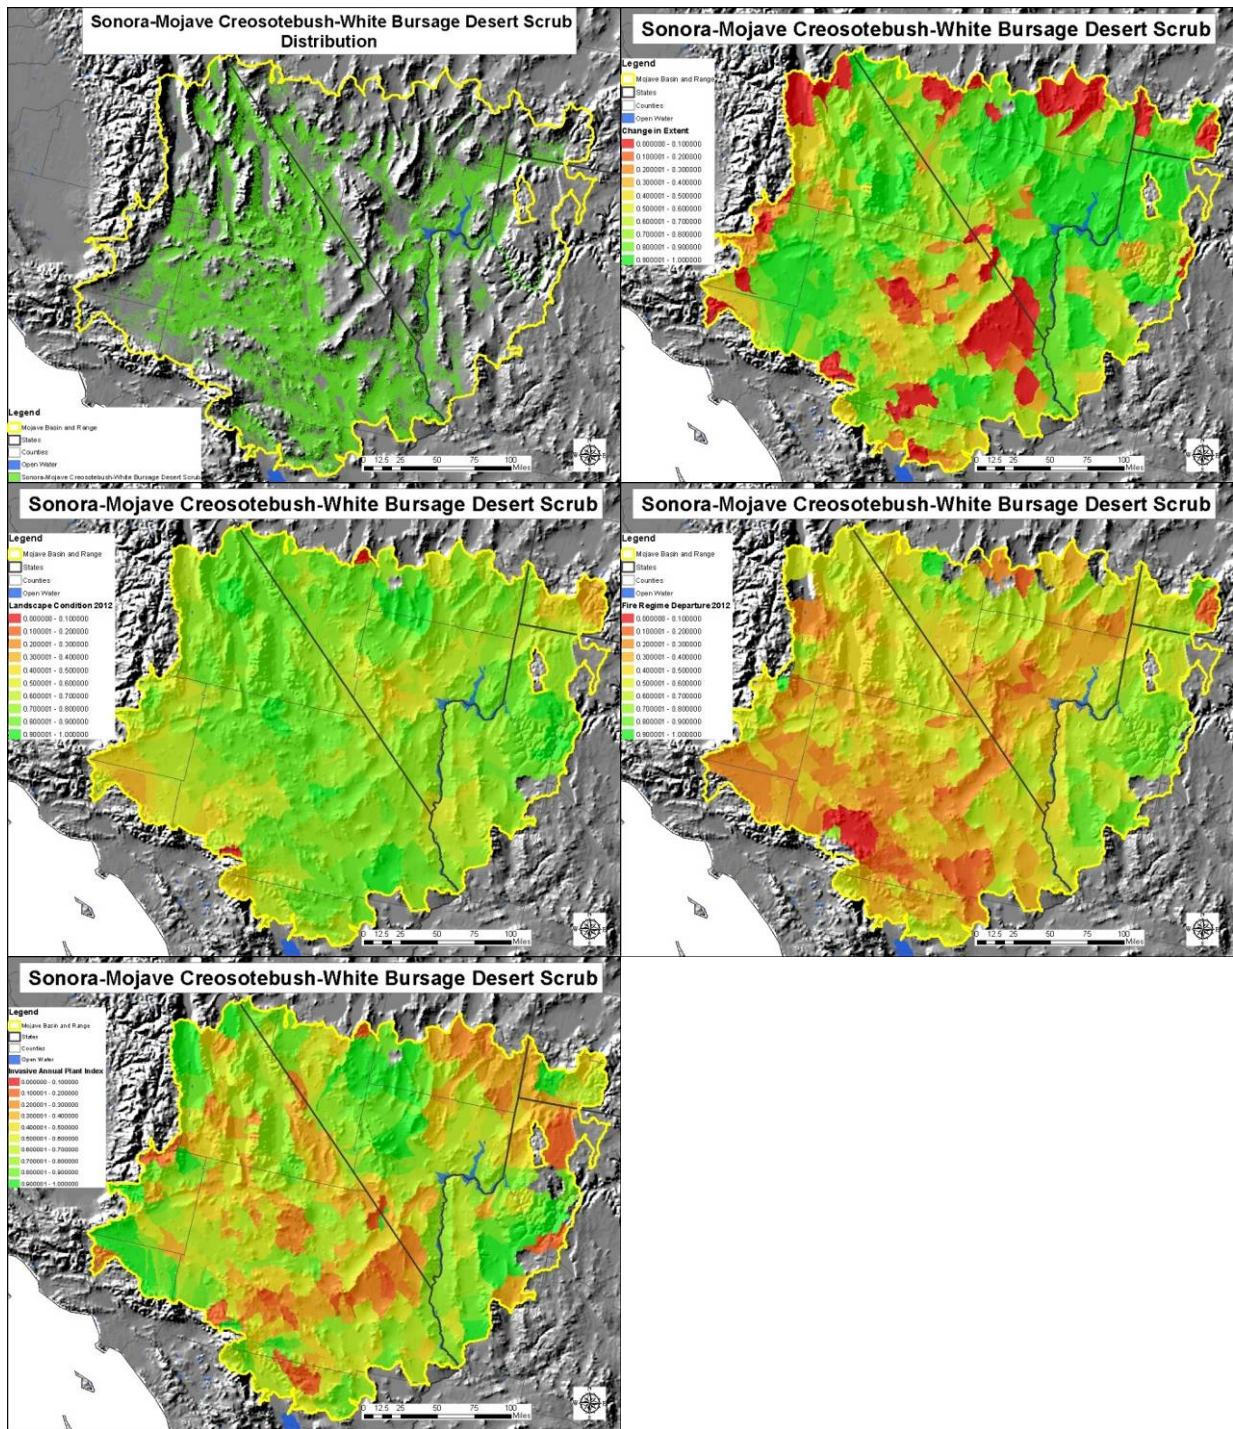 Sonora-Mojave Creosotebush-White Bursage Desert Scrub
Distribution
Legend
Mojave Basin and Range
States
Counties
Open Water
Sonora-Mojave Creosotebush-White Bursage Desert Scrub
0 12.5 25 50 75 100
Miles
Sonora-Mojave Creosotebush-White Bursage Desert Scrub
Legend
Mojave Basin and Range
States
Counties
Open Water
Change in Extent
0.000000 - 0.100000
0.100001 - 0.200000
0.200001 - 0.300000
0.300001 - 0.400000
0.400001 - 0.500000
0.500001 - 0.600000
0.600001 - 0.700000
0.700001 - 0.800000
0.800001 - 0.900000
0.900001 - 1.000000
0 12.5 25 50 75 100
Miles
Sonora-Mojave Creosotebush-White Bursage Desert Scrub
Legend
Mojave Basin and Range
States
Counties
Open Water
Landscape Condition 2012
0.000000 - 0.100000
0.100001 - 0.200000
0.200001 - 0.300000
0.300001 - 0.400000
0.400001 - 0.500000
0.500001 - 0.600000
0.600001 - 0.700000
0.700001 - 0.800000
0.800001 - 0.900000
0.900001 - 1.000000
0 12.5 25 50 75 100
Miles
Sonora-Mojave Creosotebush-White Bursage Desert Scrub
Legend
Mojave Basin and Range
States
Counties
Open Water
Fire Regime Departure 2012
0.000000 - 0.100000
0.100001 - 0.200000
0.200001 - 0.300000
0.300001 - 0.400000
0.400001 - 0.500000
0.500001 - 0.600000
0.600001 - 0.700000
0.700001 - 0.800000
0.800001 - 0.900000
0.900001 - 1.000000
0 12.5 25 50 75 100
Miles
Sonora-Mojave Creosotebush-White Bursage Desert Scrub
Legend
Mojave Basin and Range
States
Counties
Open Water
Invasive Annual Plant Index
0.000000 - 0.100000
0.100001 - 0.200000
0.200001 - 0.300000
0.300001 - 0.400000
0.400001 - 0.500000
0.500001 - 0.600000
0.600001 - 0.700000
0.700001 - 0.800000
0.800001 - 0.900000
0.900001 - 1.000000
0 12.5 25 50 75 100
Miles